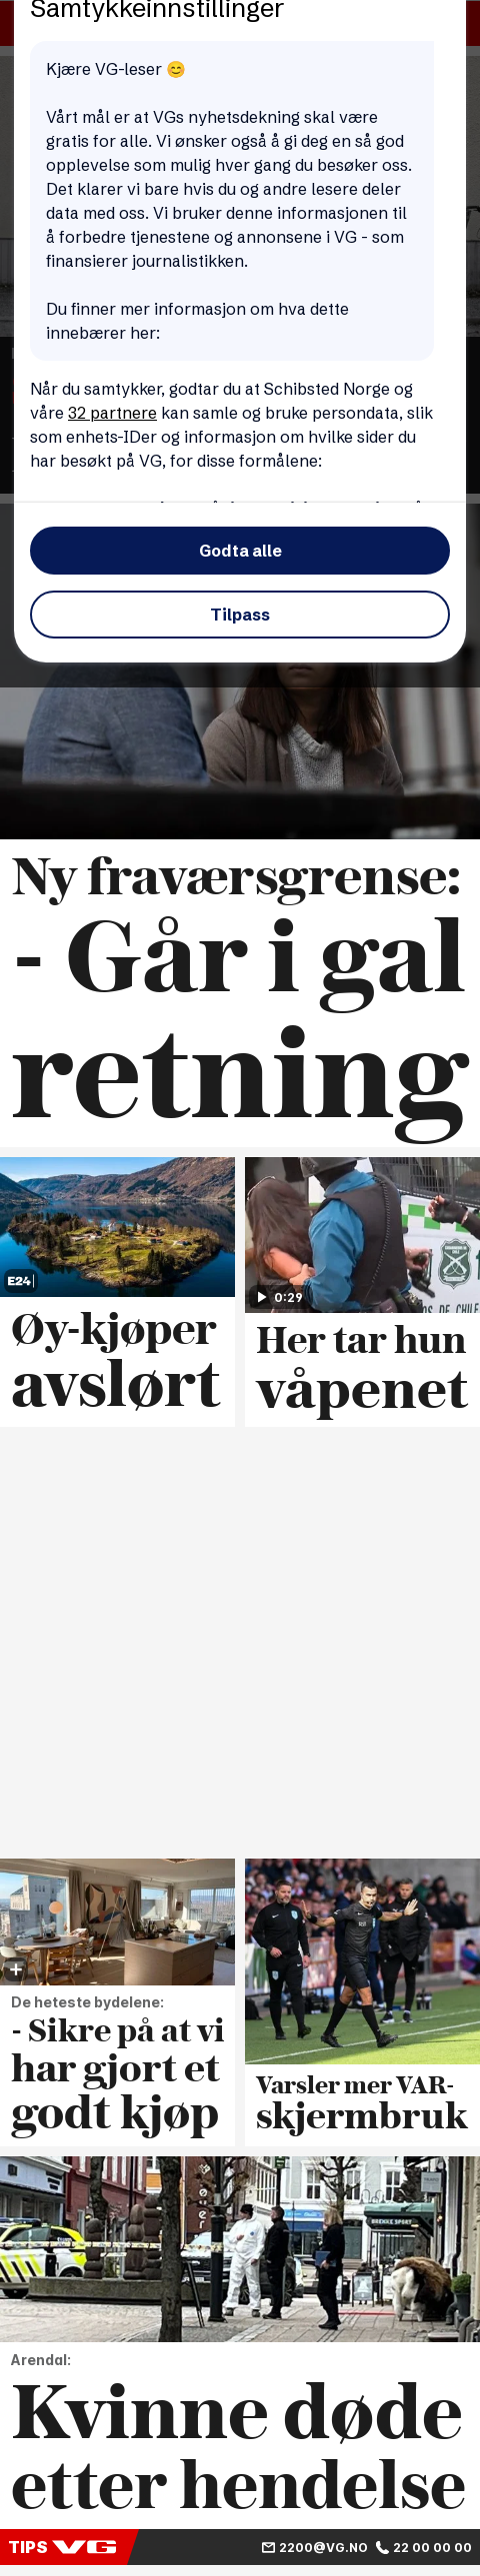 Samtykkeinnstillinger
Kjære VG-leser 😊
Vårt mål er at VGs nyhetsdekning skal være
gratis for alle. Vi ønsker også å gi deg en så god
opplevelse som mulig hver gang du besøker oss.
Det klarer vi bare hvis du og andre lesere deler
data med oss. Vi bruker denne informasjonen til
å forbedre tjenestene og annonsene i VG - som
finansierer journalistikken.
Du finner mer informasjon om hva dette
innebærer her:
Når du samtykker, godtar du at Schibsted Norge og
våre 32 partnere kan samle og bruke persondata, slik
som enhets-IDer og informasjon om hvilke sider du
har besøkt på VG, for disse formålene:
Godta alle
Tilpass
Ny fraværsgrense:
- Går i gal
retning
E24
Øy-kjøper
avslørt
0:29
Her tar hun
våpenet
De heteste bydelene:
- Sikre på at vi
har gjort et
godt kjøp
Varsler mer VAR-
skjermbruk
Arendal:
Kvinne døde
etter hendelse
TIPS VG 2200@VG.NO 22 00 00 00